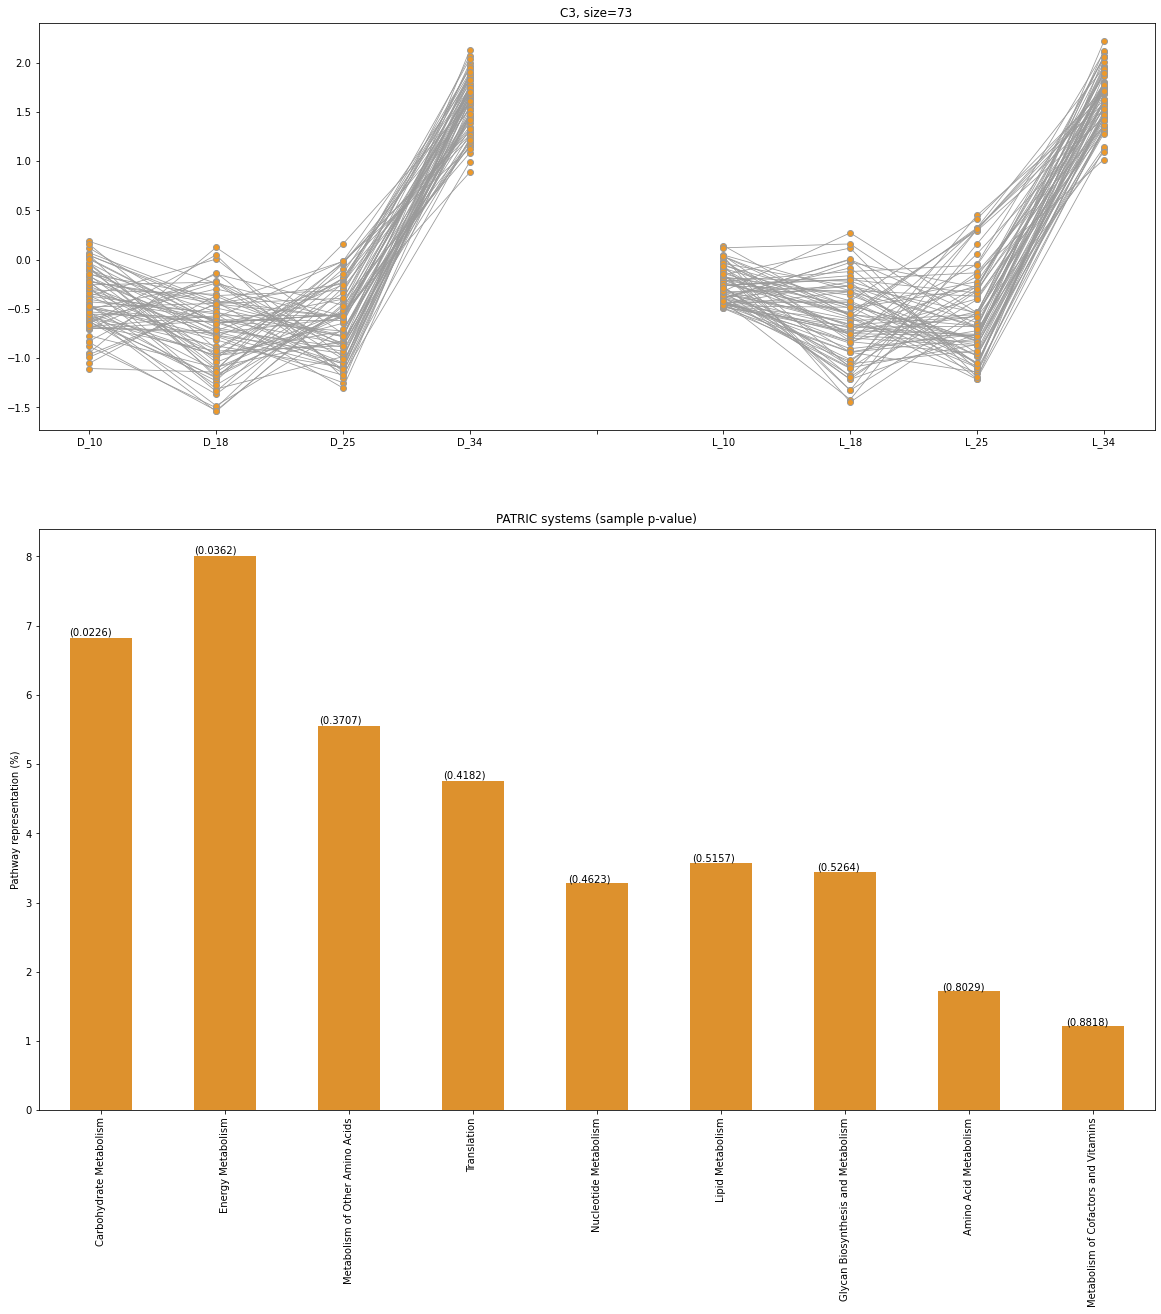 C3, size=73
2.0
1.5
1.0
0.5
0.0
−0.5
−1.0
−1.5
D_10 D_18 D_25 D_34 L_10 L_18 L_25 L_34
PATRIC systems (sample p-value)
Pathway representation (%)
8
7
6
5
4
3
2
1
0
(0.0226)
(0.0362)
(0.3707)
(0.4182)
(0.4623)
(0.5157)
(0.5264)
(0.8029)
(0.8818)
Carbohydrate Metabolism
Energy Metabolism
Metabolism of Other Amino Acids
Translation
Nucleotide Metabolism
Lipid Metabolism
Glycan Biosynthesis and Metabolism
Amino Acid Metabolism
Metabolism of Cofactors and Vitamins